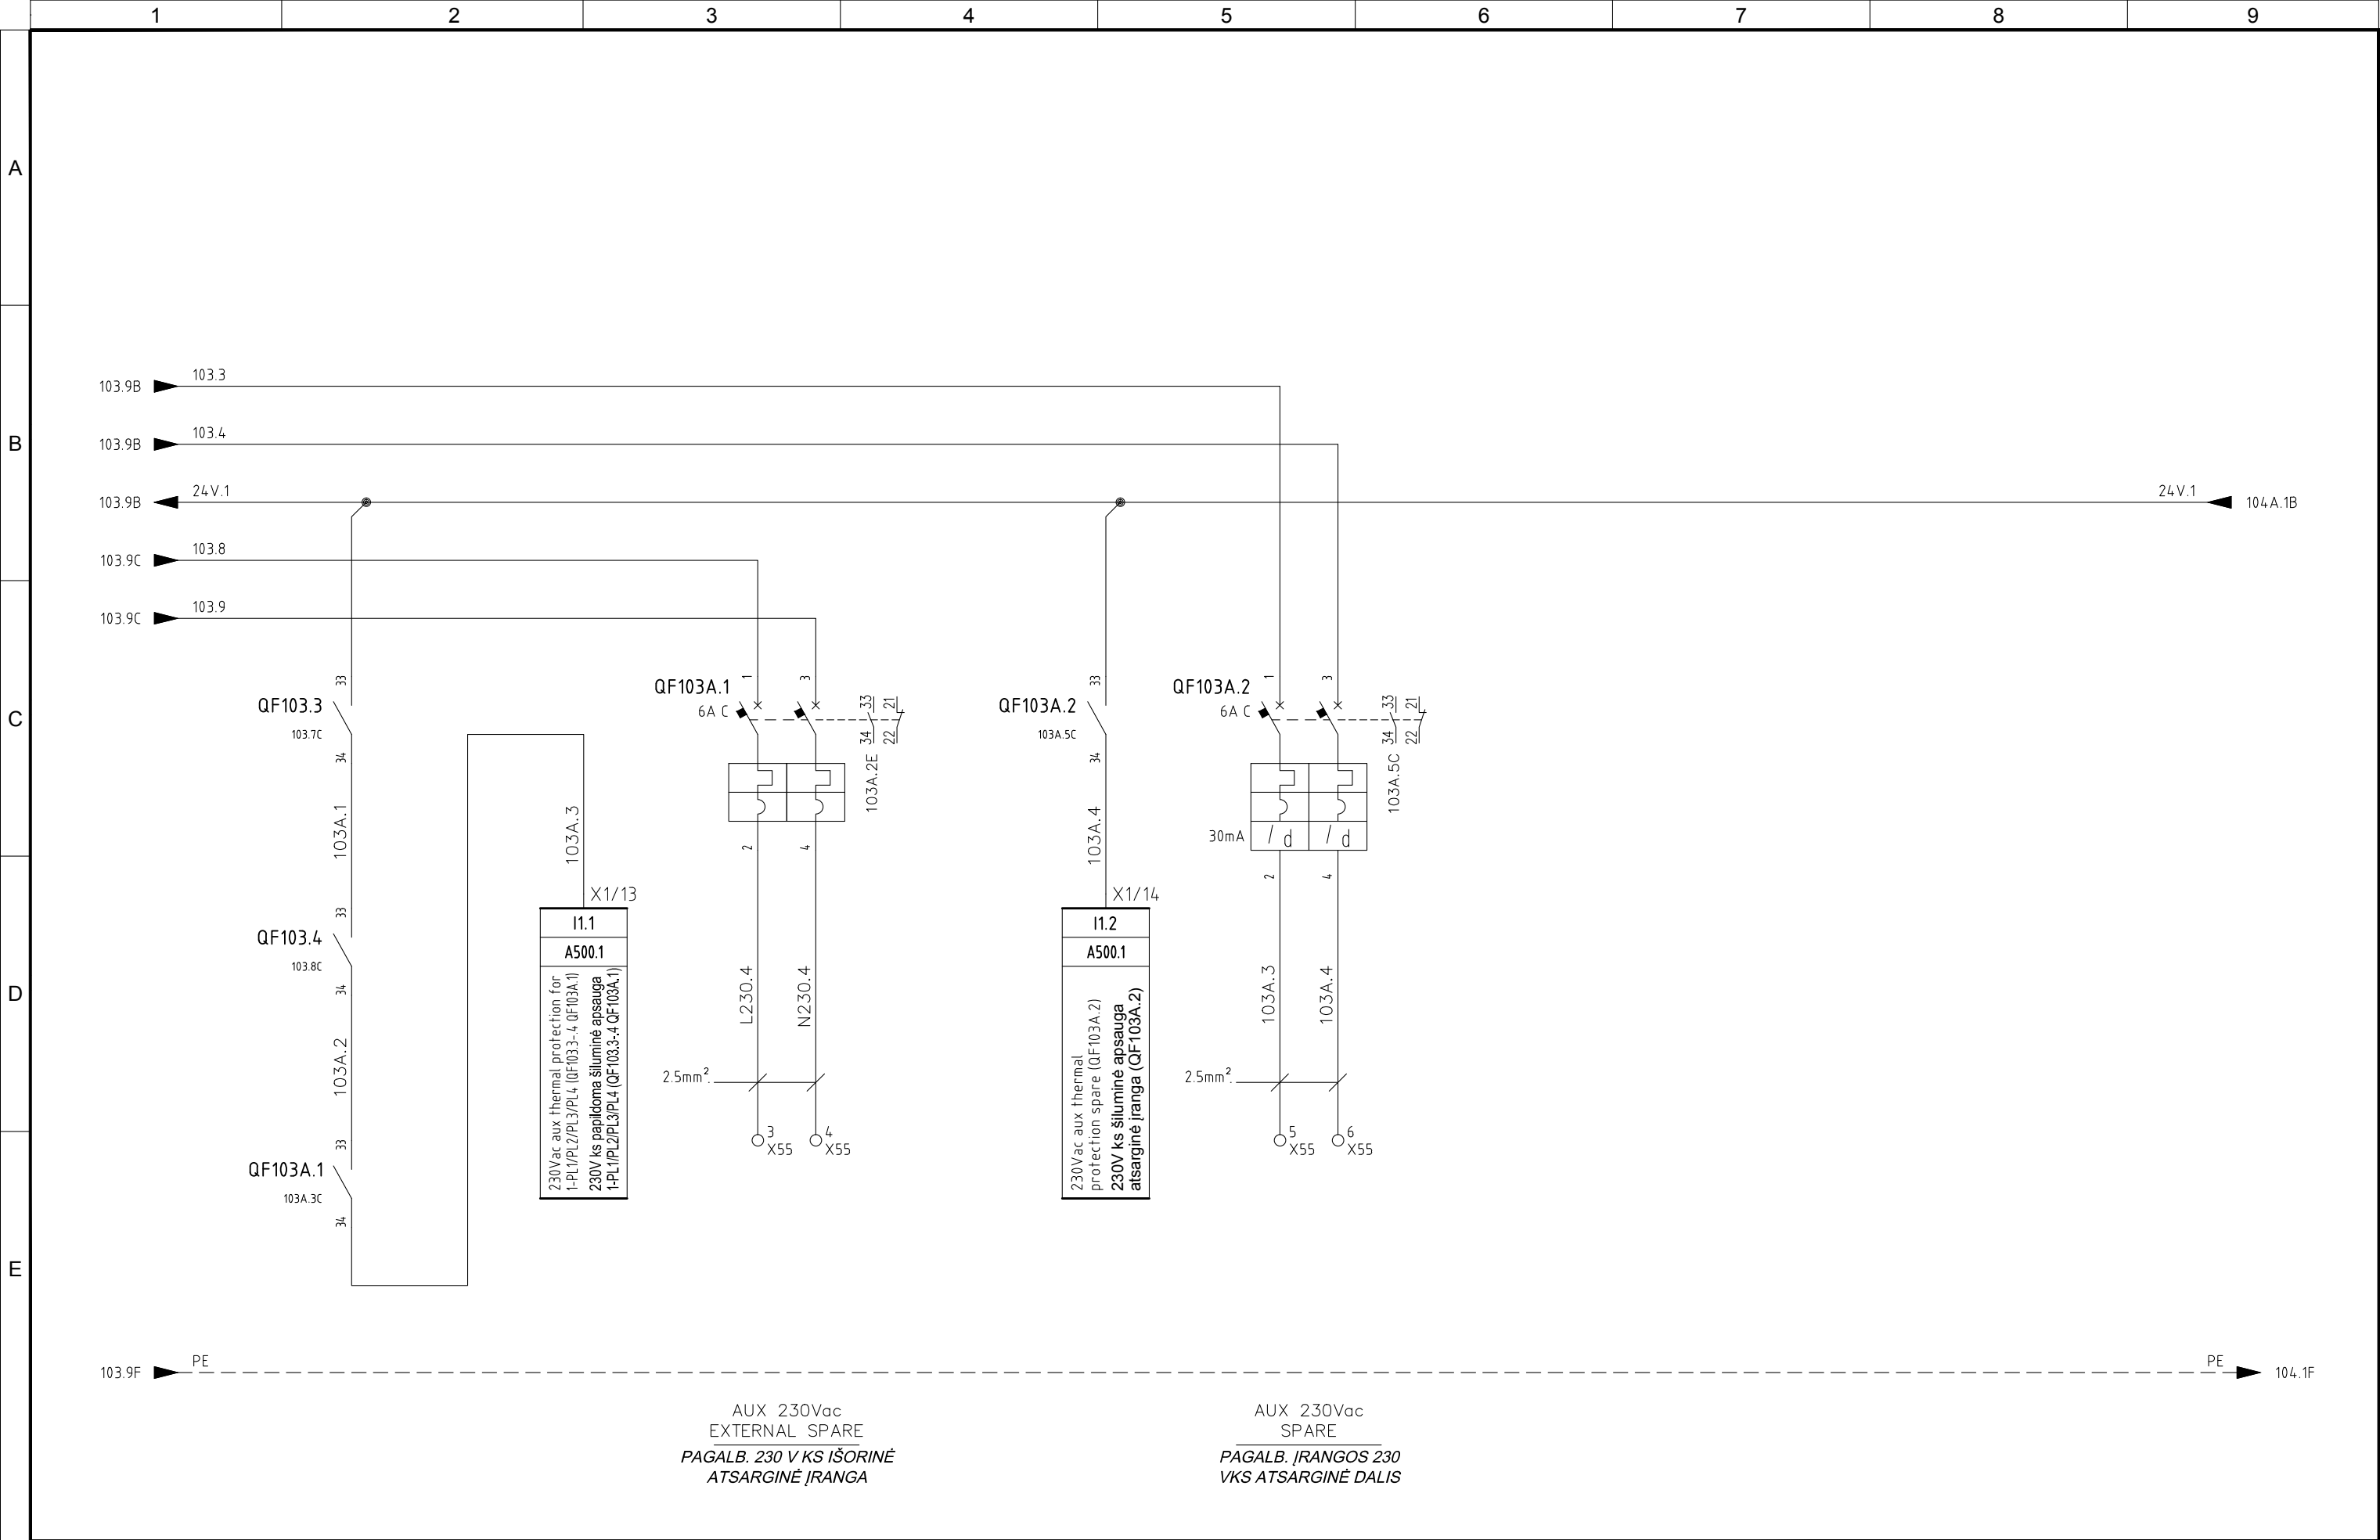 1 2 3 4 5 6 7 8 9
A
B
C
D
E
103.9B 103.3
103.9B 103.4
103.9B 24V.1
24V.1 104A.1B
103.9C 103.8
103.9C 103.9
33
QF103.3
103.7C
34
103A.1
33
QF103.4
103.8C
34
103A.2
33
QF103A.1
103A.3C
34
103A.3
X1/13
I1.1
A500.1
230Vac aux thermal protection for
1-PL1/PL2/PL3/PL4 (QF103.3-.4 QF103A.1)
230V ks papildoma šiluminė apsauga
1-PL1/PL2/PL3/PL4 (QF103.3-.4 QF103A.1)
QF103A.1
6A C
1 3
33 21
34 22
103A.2E
2 4
L230.4
N230.4
2.5mm².
3 4
X55 X55
33
QF103A.2
103A.5C
34
103A.4
X1/14
I1.2
A500.1
230Vac aux thermal
protection spare (QF103A.2)
230V ks šiluminė apsauga
atsarginė įranga (QF103A.2)
QF103A.2
6A C
1 3
33 21
34 22
103A.5C
30mA / d / d
2 4
103A.3
103A.4
2.5mm².
5 6
X55 X55
103.9F PE
PE 104.1F
AUX 230Vac
EXTERNAL SPARE
PAGALB. 230 V KS IŠORINĖ
ATSARGINĖ ĮRANGA
AUX 230Vac
SPARE
PAGALB. ĮRANGOS 230
VKS ATSARGINĖ DALIS